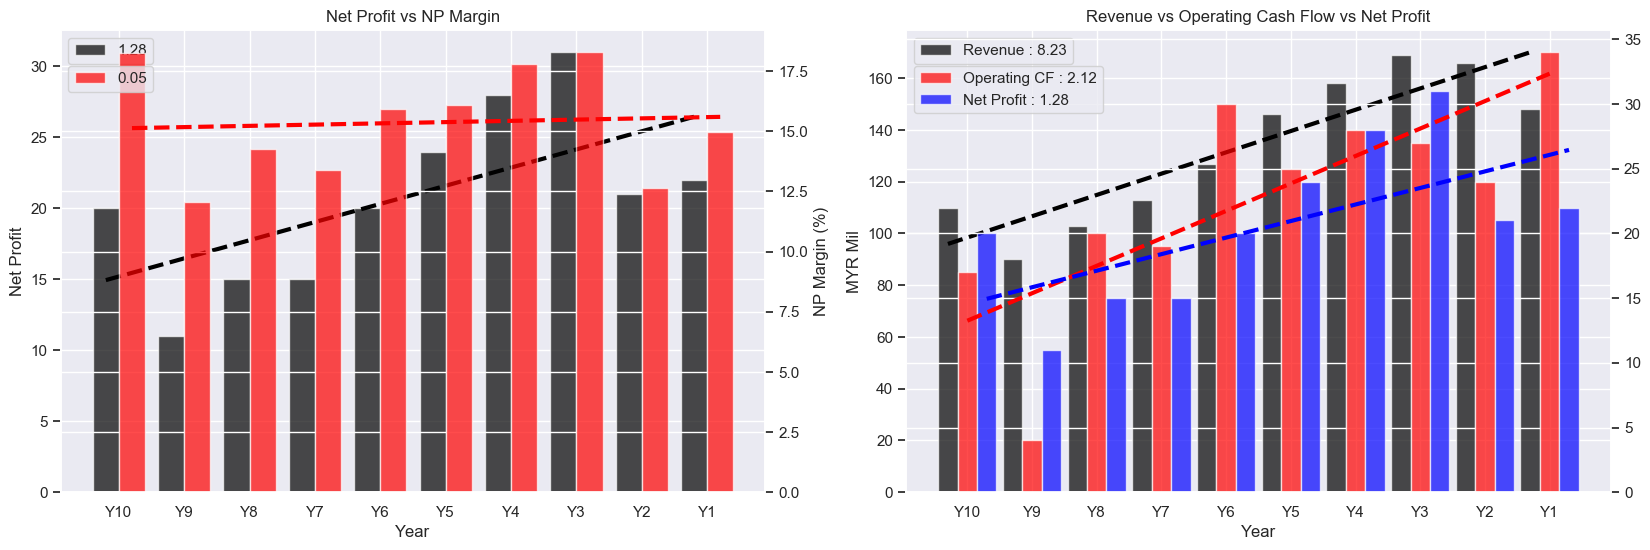 Net Profit vs NP Margin
1.28
0.05
Net Profit
30
25
20
15
10
5
0
17.5
15.0
12.5
10.0
7.5
5.0
2.5
0.0
NP Margin (%)
Y10 Y9 Y8 Y7 Y6 Y5 Y4 Y3 Y2 Y1
Year
Revenue vs Operating Cash Flow vs Net Profit
Revenue : 8.23
Operating CF : 2.12
Net Profit : 1.28
MYR Mil
160
140
120
100
80
60
40
20
0
35
30
25
20
15
10
5
0
Y10 Y9 Y8 Y7 Y6 Y5 Y4 Y3 Y2 Y1
Year